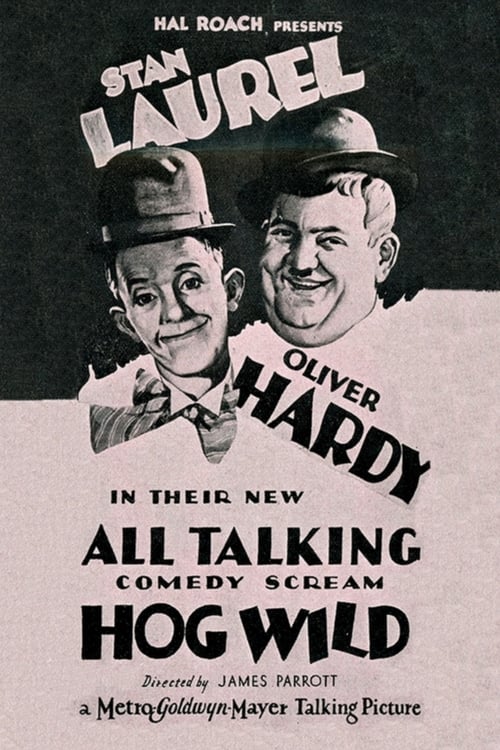 HAL ROACH PRESENTS
STAN
LAUREL
OLIVER
HARDY
IN THEIR NEW
ALL TALKING
COMEDY SCREAM
HOG WILD
Directed by JAMES PARROTT
a Metro-Goldwyn-Mayer Talking Picture